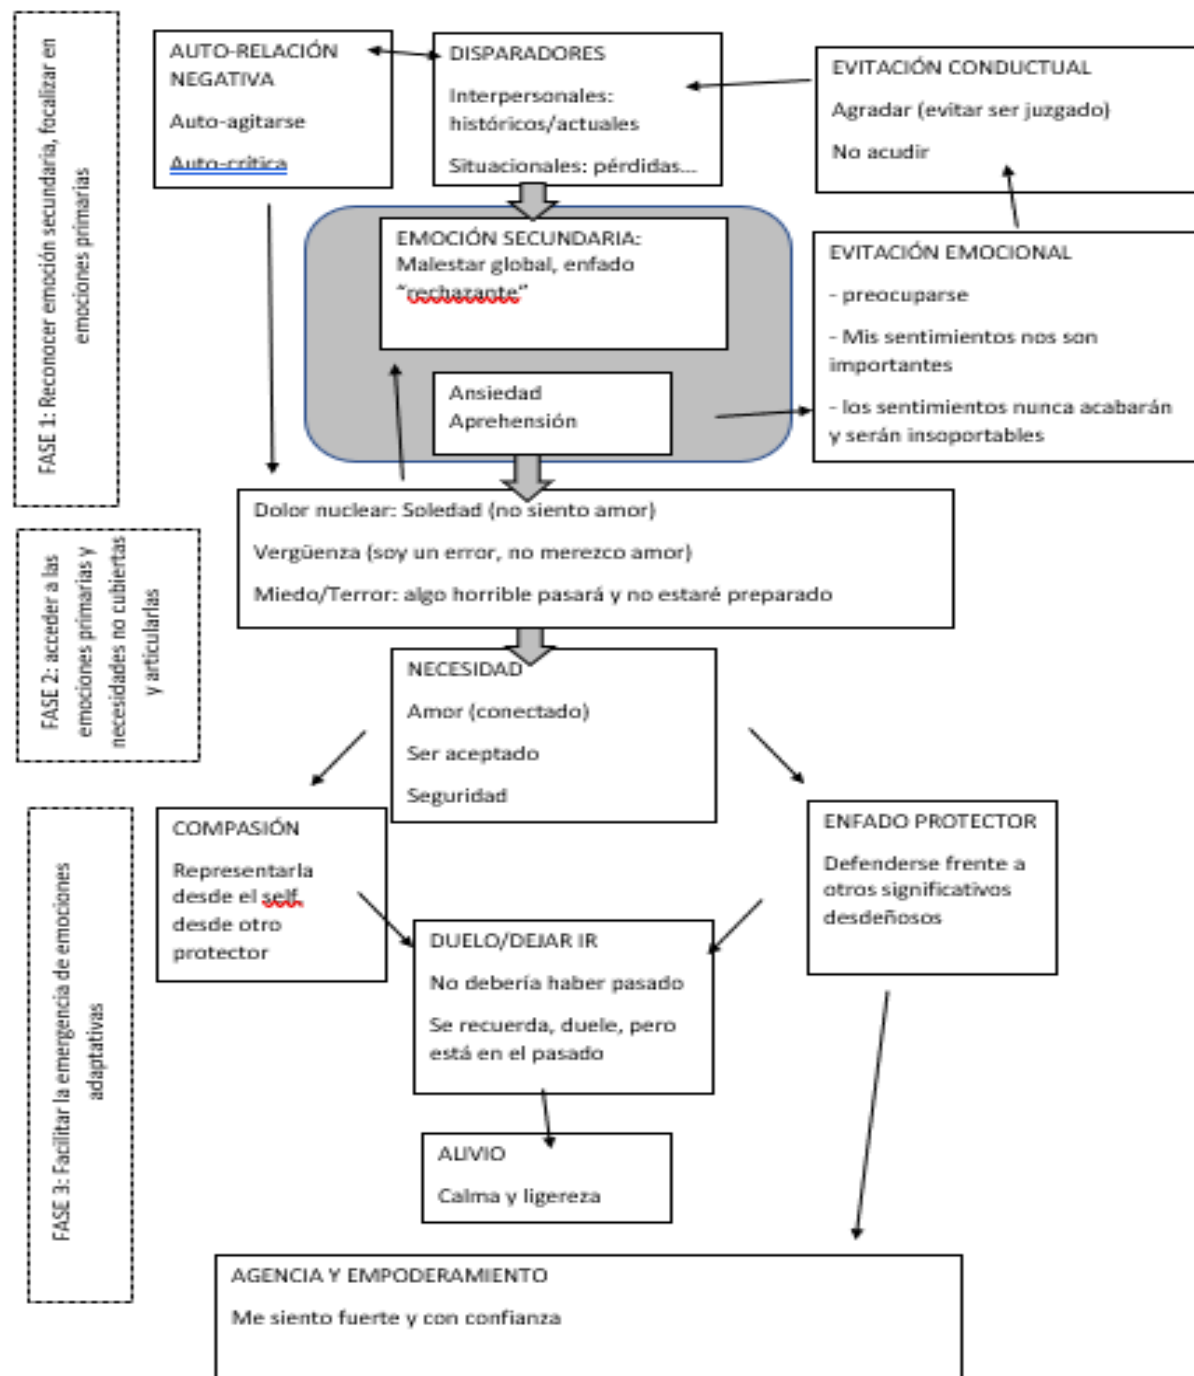 FASE 1: Reconocer emoción secundaria, focalizar en
emociones primarias
AUTO-RELACIÓN
NEGATIVA
Auto-agitarse
Auto-crítica
DISPARADORES
Interpersonales:
históricos/actuales
Situacionales: pérdidas...
EVITACIÓN CONDUCTUAL
Agradar (evitar ser juzgado)
No acudir
EMOCIÓN SECUNDARIA:
Malestar global, enfado
“rechazante”
Ansiedad
Aprehensión
EVITACIÓN EMOCIONAL
- preocuparse
- Mis sentimientos nos son
importantes
- los sentimientos nunca acabarán
y serán insoportables
FASE 2: acceder a las
emociones primarias y
necesidades no cubiertas
y articularlas
Dolor nuclear: Soledad (no siento amor)
Vergüenza (soy un error, no merezco amor)
Miedo/Terror: algo horrible pasará y no estaré preparado
NECESIDAD
Amor (conectado)
Ser aceptado
Seguridad
FASE 3: Facilitar la emergencia de emociones
adaptativas
COMPASIÓN
Representarla
desde el self,
desde otro
protector
ENFADO PROTECTOR
Defenderse frente a
otros significativos
desdeñosos
DUELO/DEJAR IR
No debería haber pasado
Se recuerda, duele, pero
está en el pasado
ALIVIO
Calma y ligereza
AGENCIA Y EMPODERAMIENTO
Me siento fuerte y con confianza